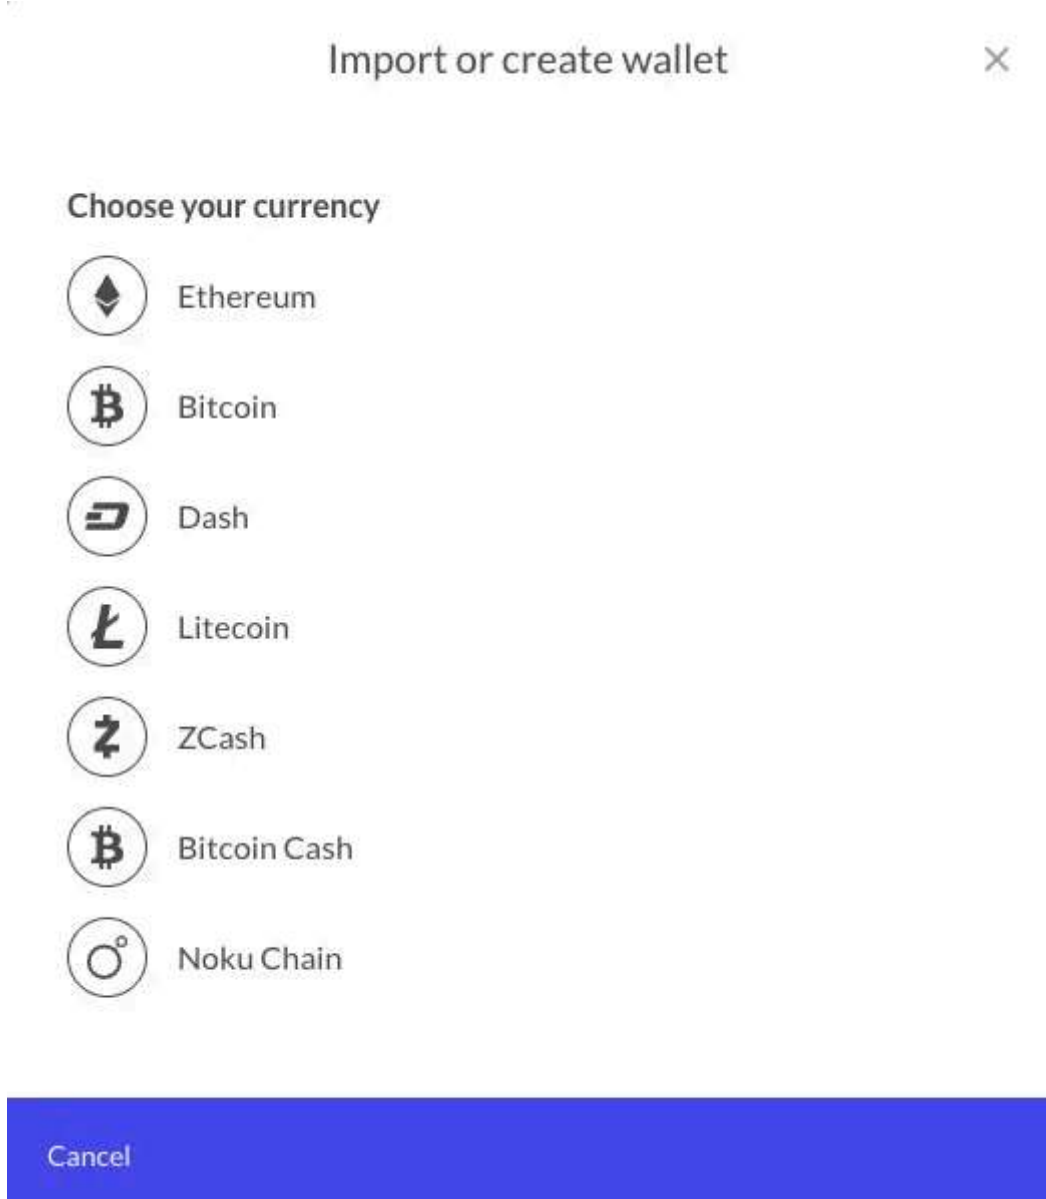 Import or create wallet
Choose your currency
Ethereum
Bitcoin
Dash
Litecoin
ZCash
Bitcoin Cash
Noku Chain
Cancel